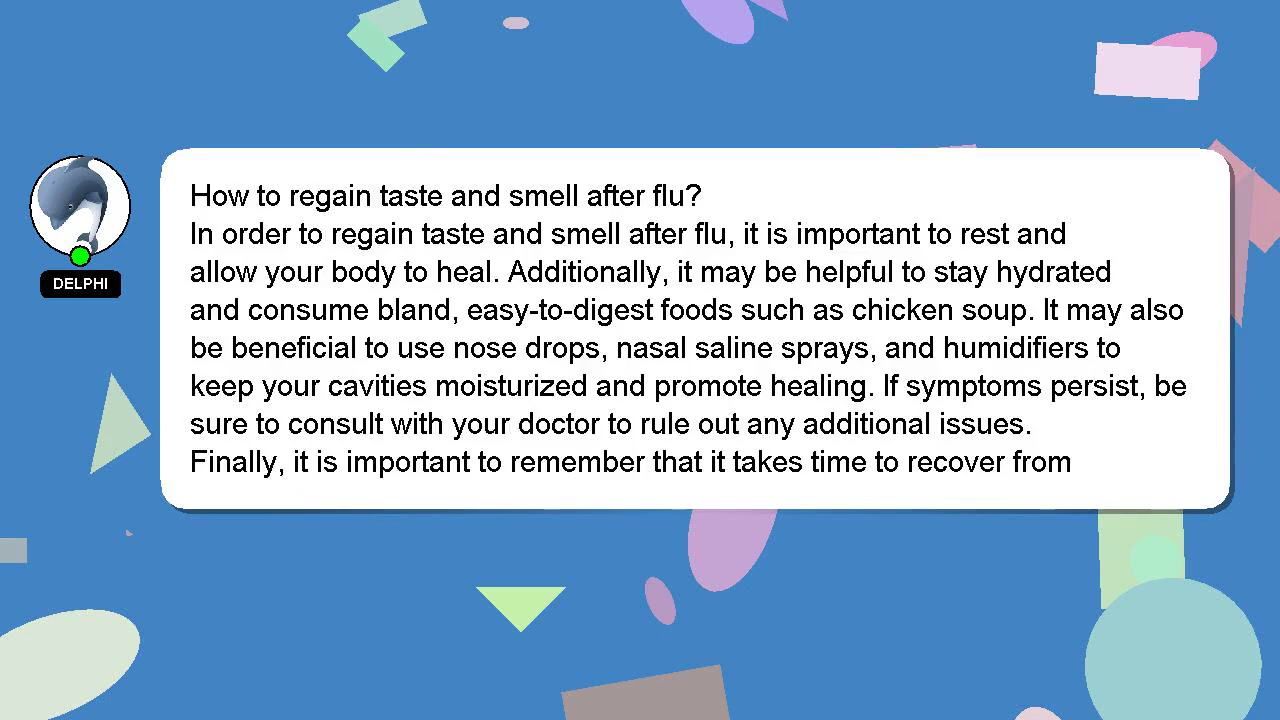 How to regain taste and smell after flu?
In order to regain taste and smell after flu, it is important to rest and
allow your body to heal. Additionally, it may be helpful to stay hydrated
and consume bland, easy-to-digest foods such as chicken soup. It may also
be beneficial to use nose drops, nasal saline sprays, and humidifiers to
keep your cavities moisturized and promote healing. If symptoms persist, be
sure to consult with your doctor to rule out any additional issues.
Finally, it is important to remember that it takes time to recover from
DELPHI